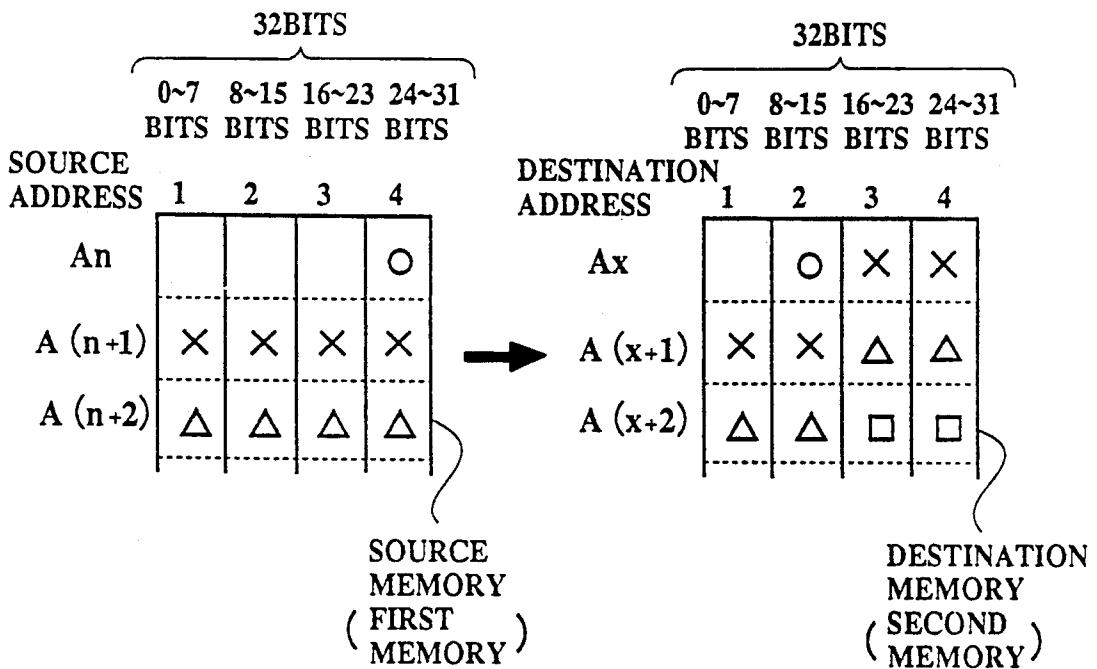 32BITS
0~7 8~15 16~23 24~31
BITS BITS BITS BITS
SOURCE
ADDRESS 1 2 3 4
An
A (n+1)
A (n+2)
SOURCE
MEMORY
( FIRST
MEMORY )
32BITS
0~7 8~15 16~23 24~31
BITS BITS BITS BITS
DESTINATION
ADDRESS 1 2 3 4
Ax
A (x+1)
A (x+2)
DESTINATION
MEMORY
( SECOND
MEMORY )